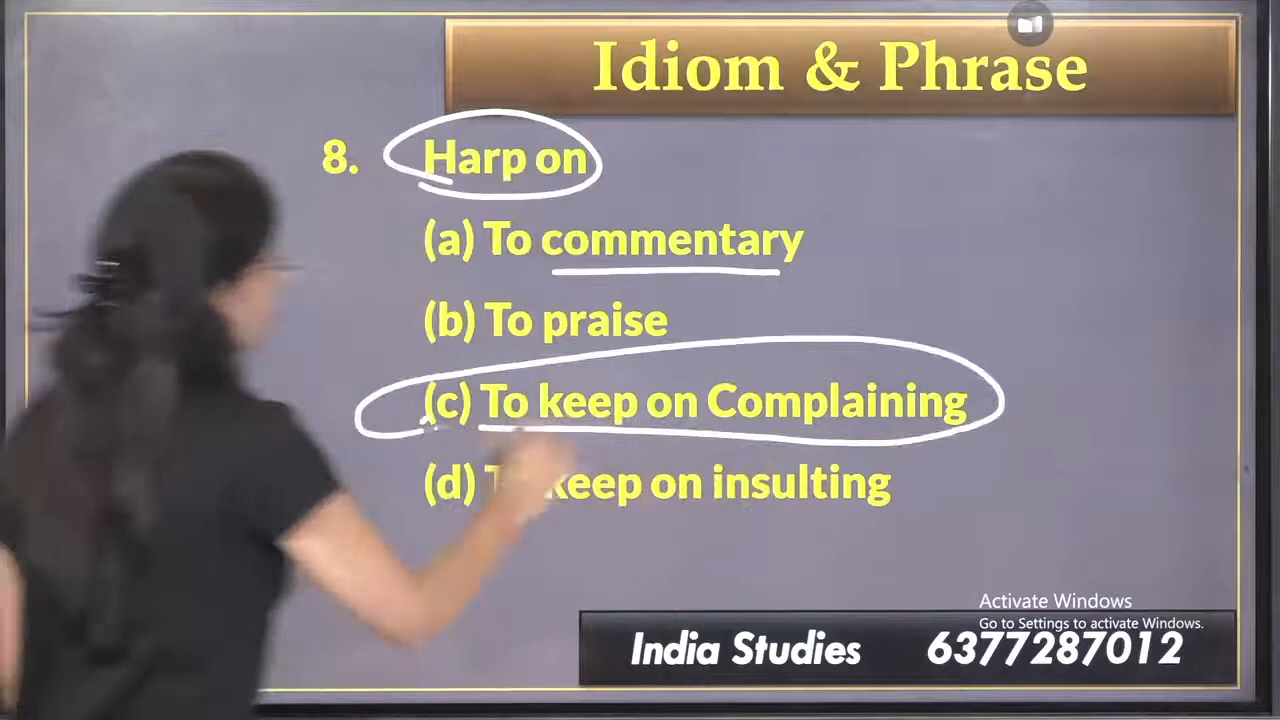 Idiom & Phrase
8. Harp on
(a) To commentary
(b) To praise
(c) To keep on Complaining
(d) To keep on insulting
Activate Windows
Go to Settings to activate Windows.
India Studies 6377287012